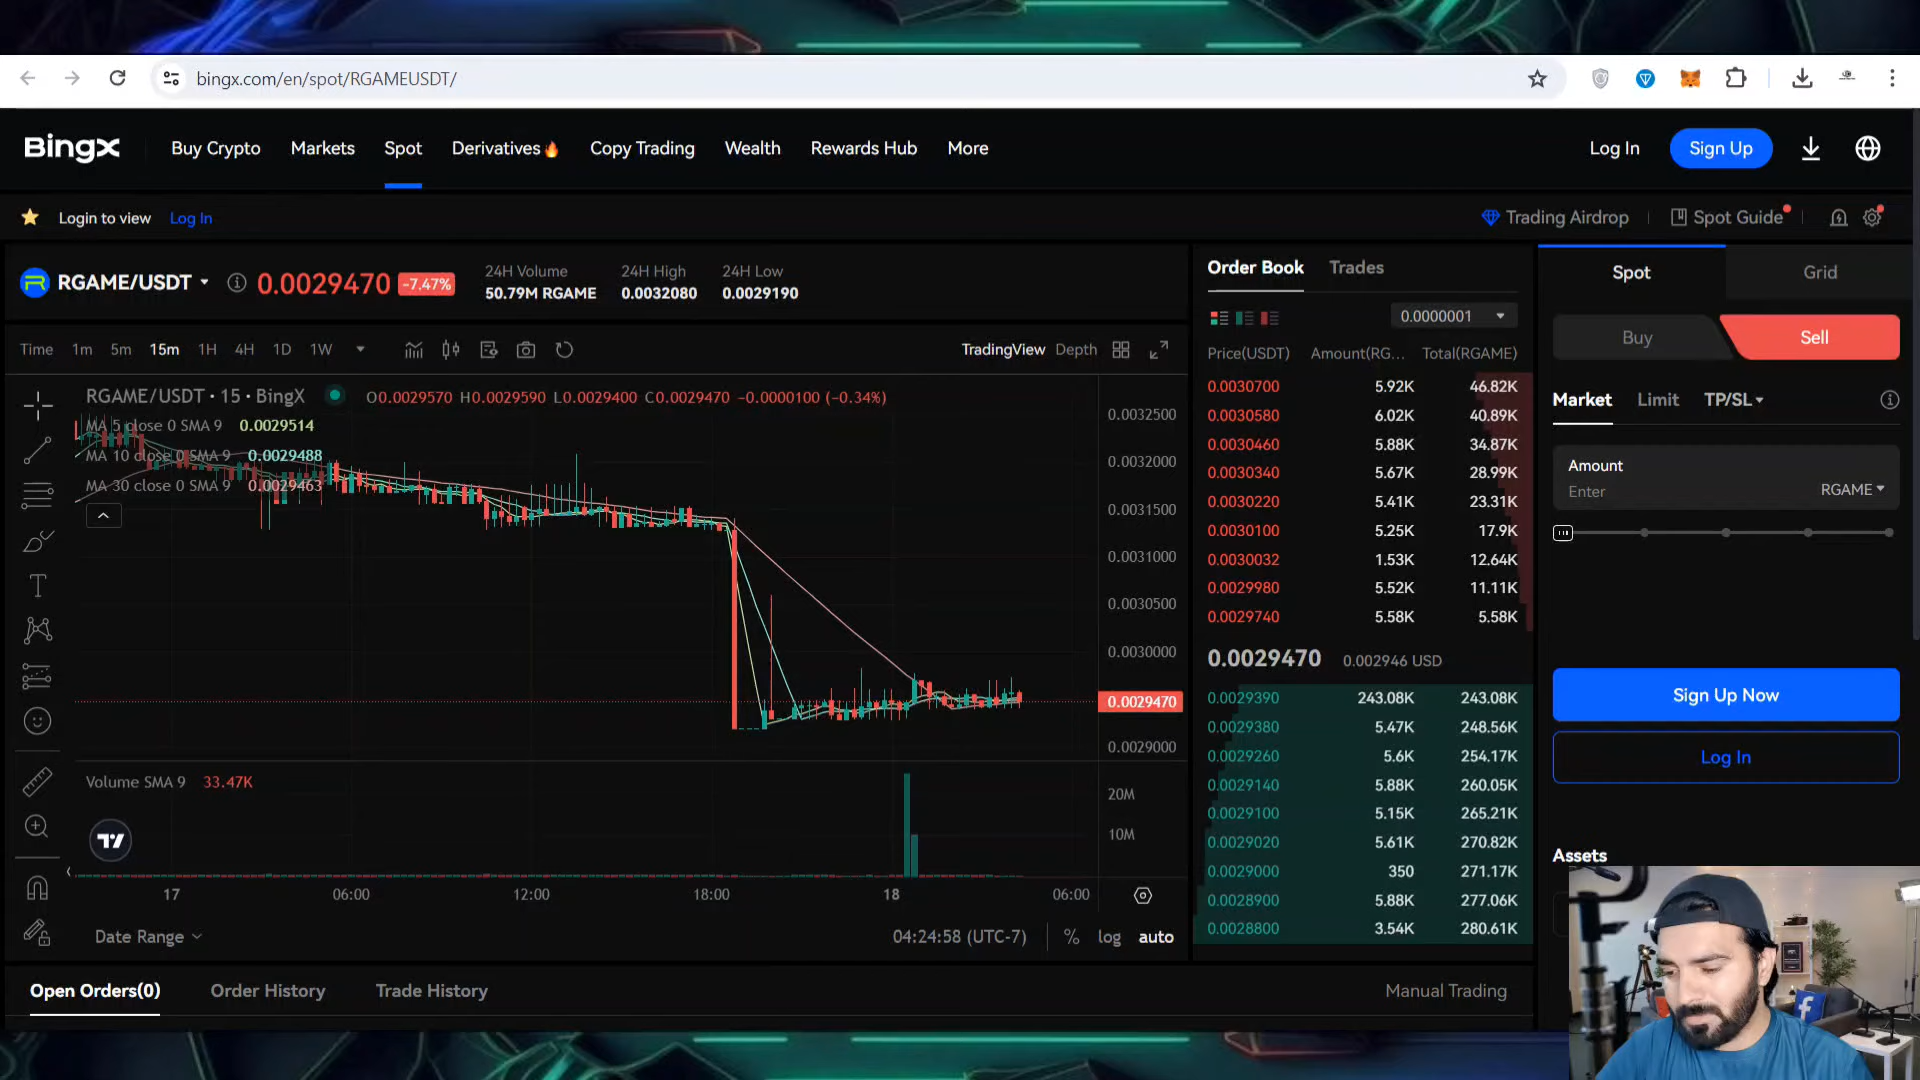 bingx.com/en/spot/RGAMEUSDT/
BingX
Buy Crypto Markets Spot Derivatives Copy Trading Wealth Rewards Hub More Log In Sign Up
Login to view Log In Trading Airdrop Spot Guide
RGAME/USDT 0.0029470 -7.47%
24H Volume 24H High 24H Low
50.79M RGAME 0.0032080 0.0029190
Time 1m 5m 15m 1H 4H 1D 1W TradingView Depth
RGAME/USDT · 15 · BingX O0.0029570 H0.0029590 L0.0029400 C0.0029470 −0.0000100 (−0.34%)
MA 5 close 0 SMA 9 0.0029514
MA 10 close 0 SMA 9 0.0029488
MA 30 close 0 SMA 9 0.0029463
0.0032500
0.0032000
0.0031500
0.0031000
0.0030500
0.0030000
0.0029470
0.0029000
Volume SMA 9 33.47K
20M
10M
17 06:00 12:00 18:00 18 06:00
Date Range 04:24:58 (UTC-7) % log auto
Order Book Trades
0.0000001
Price(USDT) Amount(RG... Total(RGAME)
0.0030700 5.92K 46.82K
0.0030580 6.02K 40.89K
0.0030460 5.88K 34.87K
0.0030340 5.67K 28.99K
0.0030220 5.41K 23.31K
0.0030100 5.25K 17.9K
0.0030032 1.53K 12.64K
0.0029980 5.52K 11.11K
0.0029740 5.58K 5.58K
0.0029470 0.002946 USD
0.0029390 243.08K 243.08K
0.0029380 5.47K 248.56K
0.0029260 5.6K 254.17K
0.0029140 5.88K 260.05K
0.0029100 5.15K 265.21K
0.0029020 5.61K 270.82K
0.0029000 350 271.17K
0.0028900 5.88K 277.06K
0.0028800 3.54K 280.61K
Spot Grid
Buy Sell
Market Limit TP/SL
Amount
Enter RGAME
Sign Up Now
Log In
Assets
Open Orders(0) Order History Trade History Manual Trading